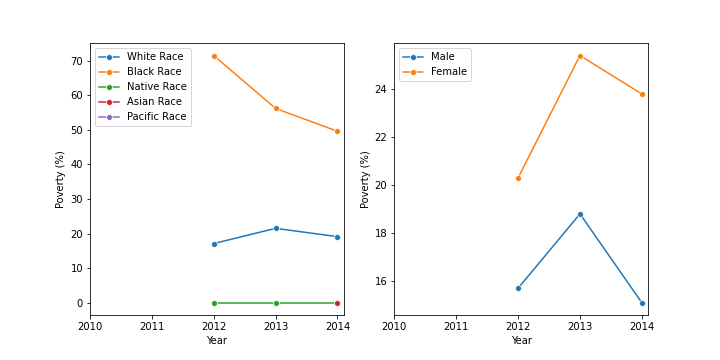 White Race
Black Race
Native Race
Asian Race
Pacific Race
70
60
50
40
30
20
10
0
Poverty (%)
2010 2011 2012 2013 2014
Year
Male
Female
24
22
20
18
16
Poverty (%)
2010 2011 2012 2013 2014
Year